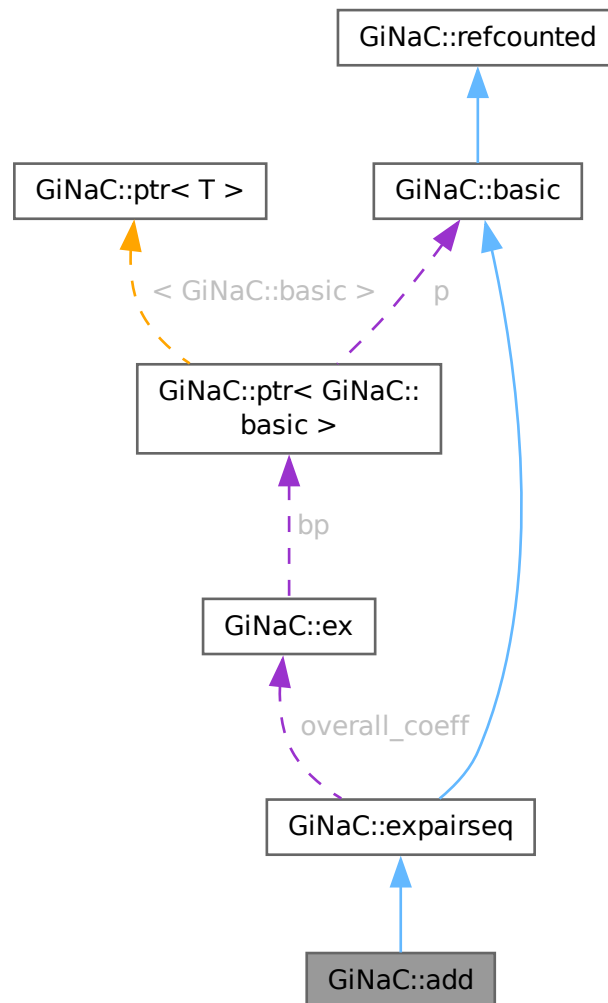 GiNaC::refcounted
GiNaC::ptr< T >
GiNaC::basic
< GiNaC::basic >
p
GiNaC::ptr< GiNaC::
basic >
bp
GiNaC::ex
overall_coeff
GiNaC::expairseq
GiNaC::add